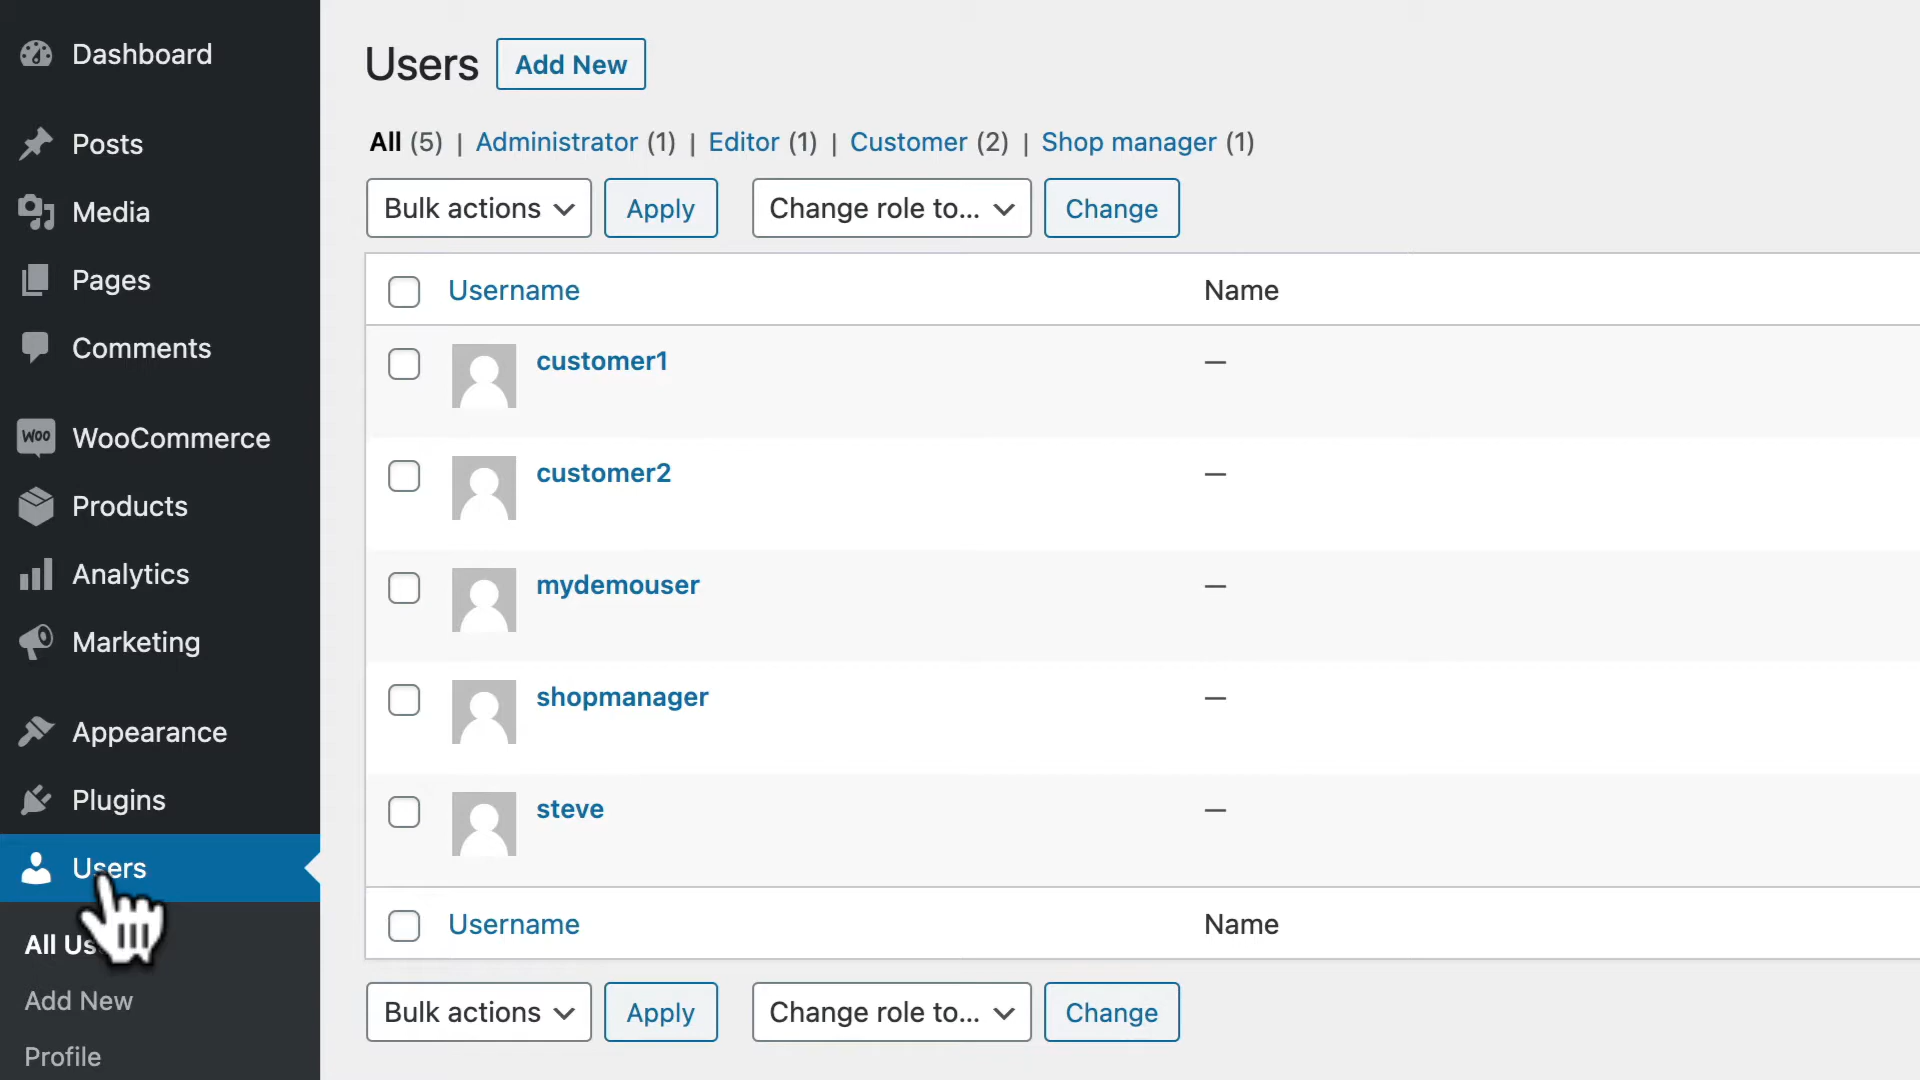 Dashboard
Posts
Media
Pages
Comments
WOO WooCommerce
Products
Analytics
Marketing
Appearance
Plugins
Users
All Us
Add New
Profile
Users Add New
All (5) | Administrator (1) | Editor (1) | Customer (2) | Shop manager (1)
Bulk actions Apply Change role to... Change
Username Name
customer1 —
customer2 —
mydemouser —
shopmanager —
steve —
Username Name
Bulk actions Apply Change role to... Change